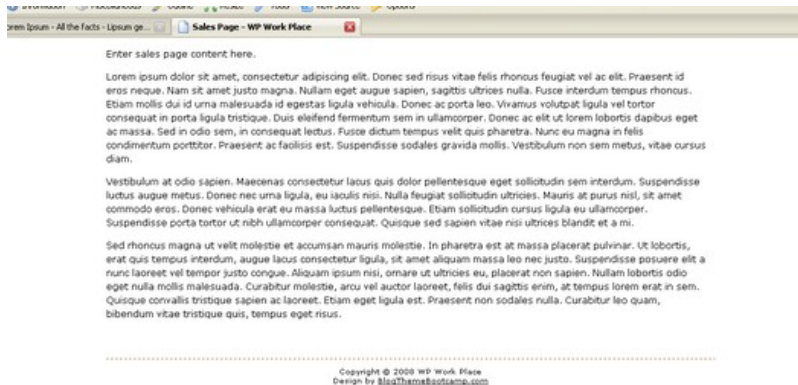 Information Miscellaneous Outline Resize Tools View Source Options
orem Ipsum - All the facts - Lipsum ge... Sales Page - WP Work Place
Enter sales page content here.
Lorem ipsum dolor sit amet, consectetur adipiscing elit. Donec sed risus vitae felis rhoncus feugiat vel ac elit. Praesent id
eros neque. Nam sit amet justo magna. Nullam eget augue sapien, sagittis ultrices nulla. Fusce interdum tempus rhoncus.
Etiam mollis dui id urna malesuada id egestas ligula vehicula. Donec ac porta leo. Vivamus volutpat ligula vel tortor
consequat in porta ligula tristique. Duis eleifend fermentum sem in ullamcorper. Donec ac elit ut lorem lobortis dapibus eget
ac massa. Sed in odio sem, in consequat lectus. Fusce dictum tempus velit quis pharetra. Nunc eu magna in felis
condimentum porttitor. Praesent ac facilisis est. Suspendisse sodales gravida mollis. Vestibulum non sem metus, vitae cursus
diam.
Vestibulum at odio sapien. Maecenas consectetur lacus quis dolor pellentesque eget sollicitudin sem interdum. Suspendisse
luctus augue metus. Donec nec urna ligula, eu iaculis nisi. Nulla feugiat sollicitudin ultricies. Mauris at purus nisl, sit amet
commodo eros. Donec vehicula erat eu massa luctus pellentesque. Etiam sollicitudin cursus ligula eu ullamcorper.
Suspendisse porta tortor ut nibh ullamcorper consequat. Quisque sed sapien vitae nisi ultrices blandit et a mi.
Sed rhoncus magna ut velit molestie et accumsan mauris molestie. In pharetra est at massa placerat pulvinar. Ut lobortis,
erat quis tempus interdum, augue lacus consectetur ligula, sit amet aliquam massa leo nec justo. Suspendisse posuere elit a
nunc laoreet vel tempor justo congue. Aliquam ipsum nisi, ornare ut ultricies eu, placerat non sapien. Nullam lobortis odio
eget nulla mollis malesuada. Curabitur molestie, arcu vel auctor laoreet, felis dui sagittis enim, at tempus lorem erat in sem.
Quisque convallis tristique sapien ac laoreet. Etiam eget ligula est. Praesent non sodales nulla. Curabitur leo quam,
bibendum vitae tristique quis, tempus eget risus.
Copyright © 2008 WP Work Place
Design by BlogThemeBootcamp.com